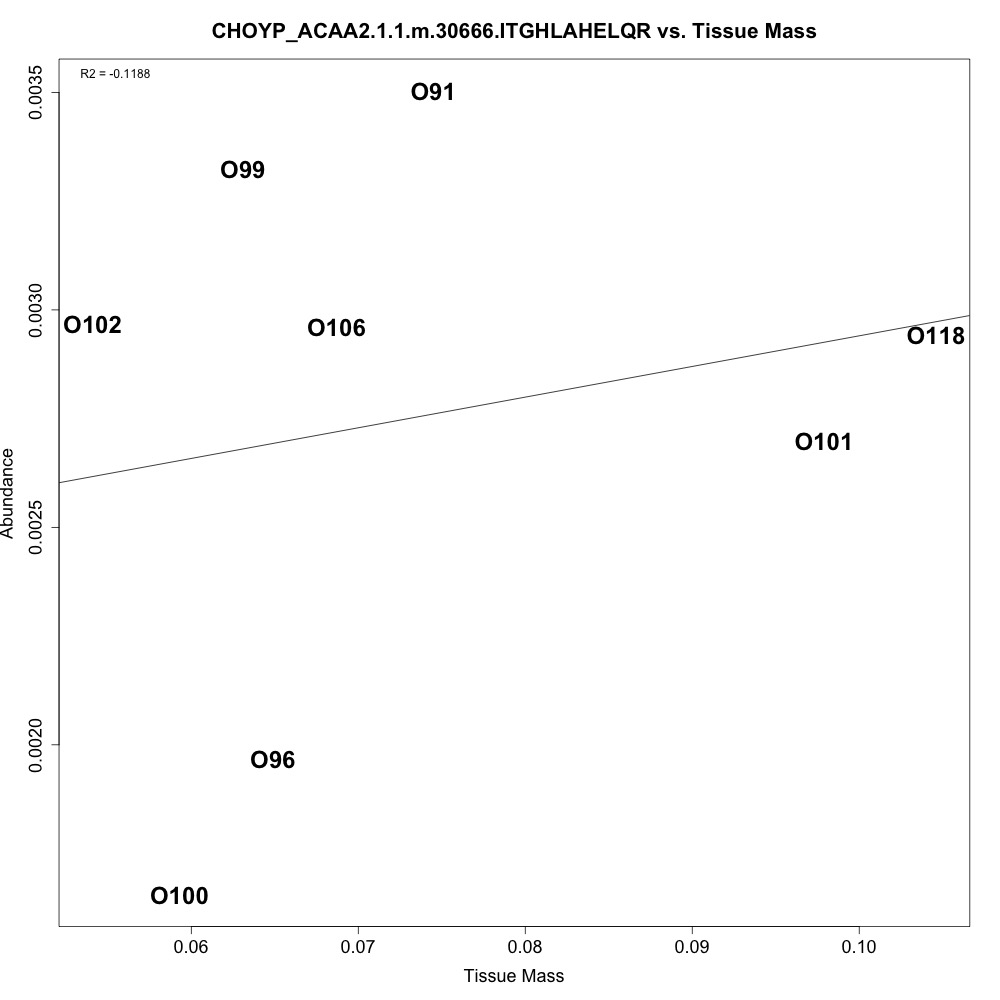 CHOYP_ACAA2.1.1.m.30666.ITGHLAHELQR vs. Tissue Mass
R2 = -0.1188
0.0035
0.0030
0.0025
0.0020
Abundance
O91
O99
O102
O106
O118
O101
O96
O100
0.06
0.07
0.08
0.09
0.10
Tissue Mass